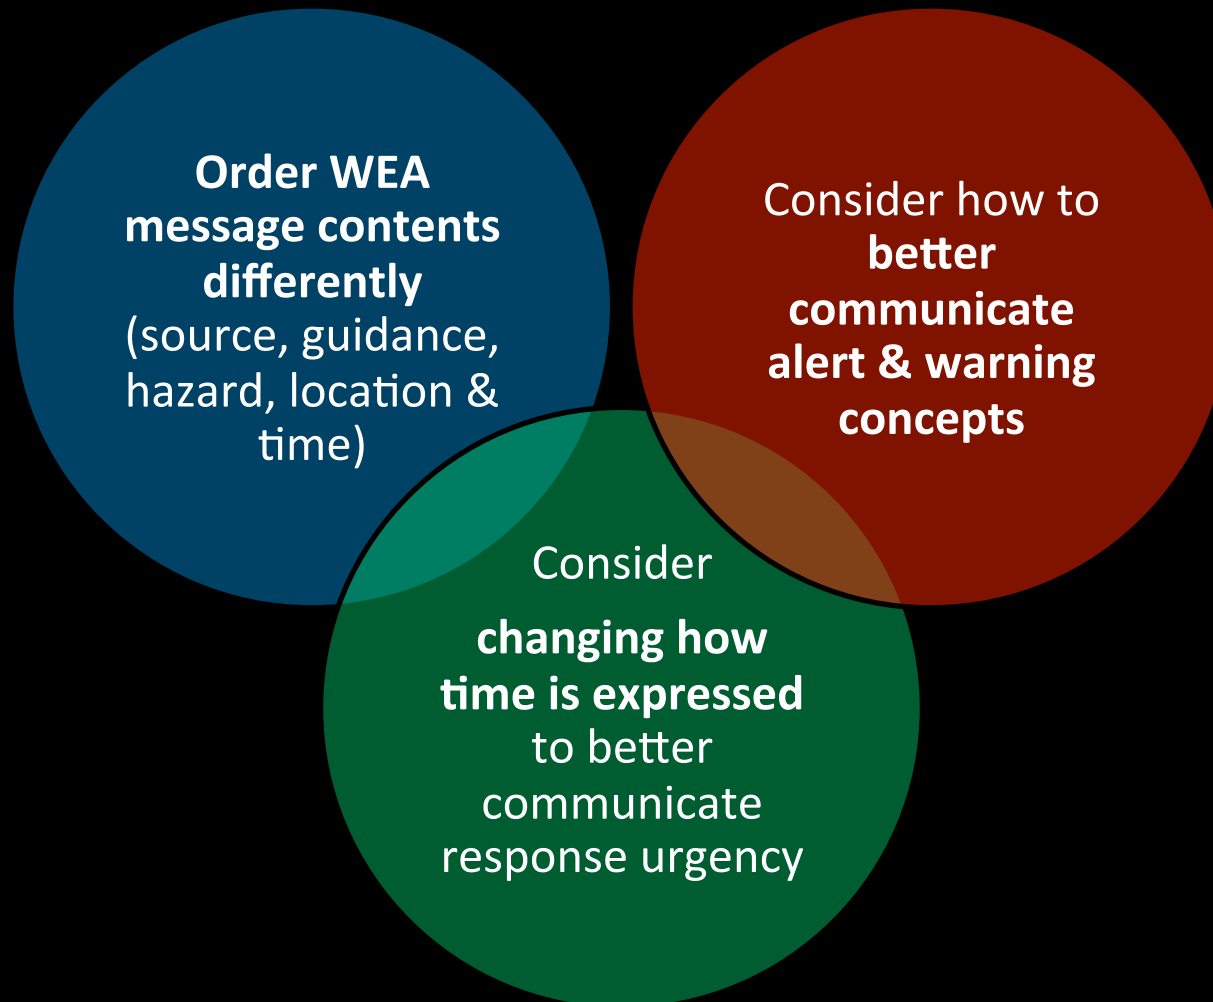 Order WEA
message contents
differently
(source, guidance,
hazard, location &
time)
Consider how to
better
communicate
alert & warning
concepts
Consider
changing how
time is expressed
to better
communicate
response urgency